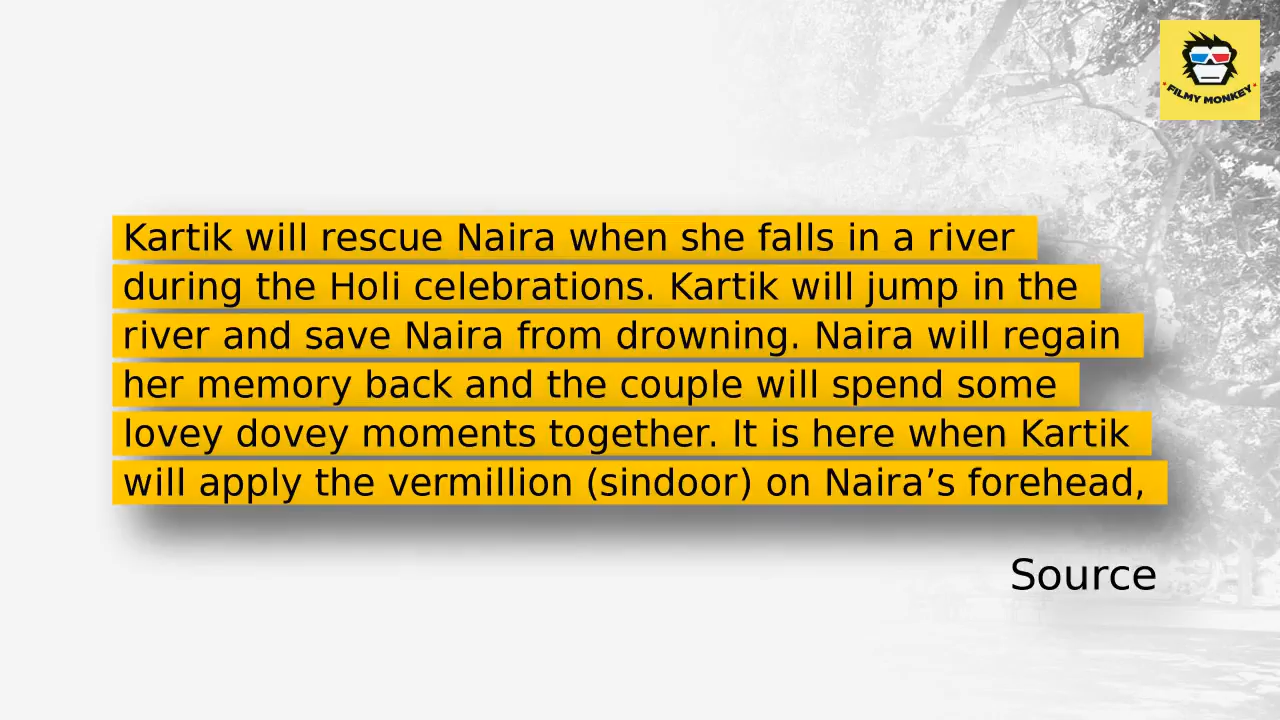 FILMY MONKEY
Kartik will rescue Naira when she falls in a river
during the Holi celebrations. Kartik will jump in the
river and save Naira from drowning. Naira will regain
her memory back and the couple will spend some
lovey dovey moments together. It is here when Kartik
will apply the vermillion (sindoor) on Naira’s forehead,
Source